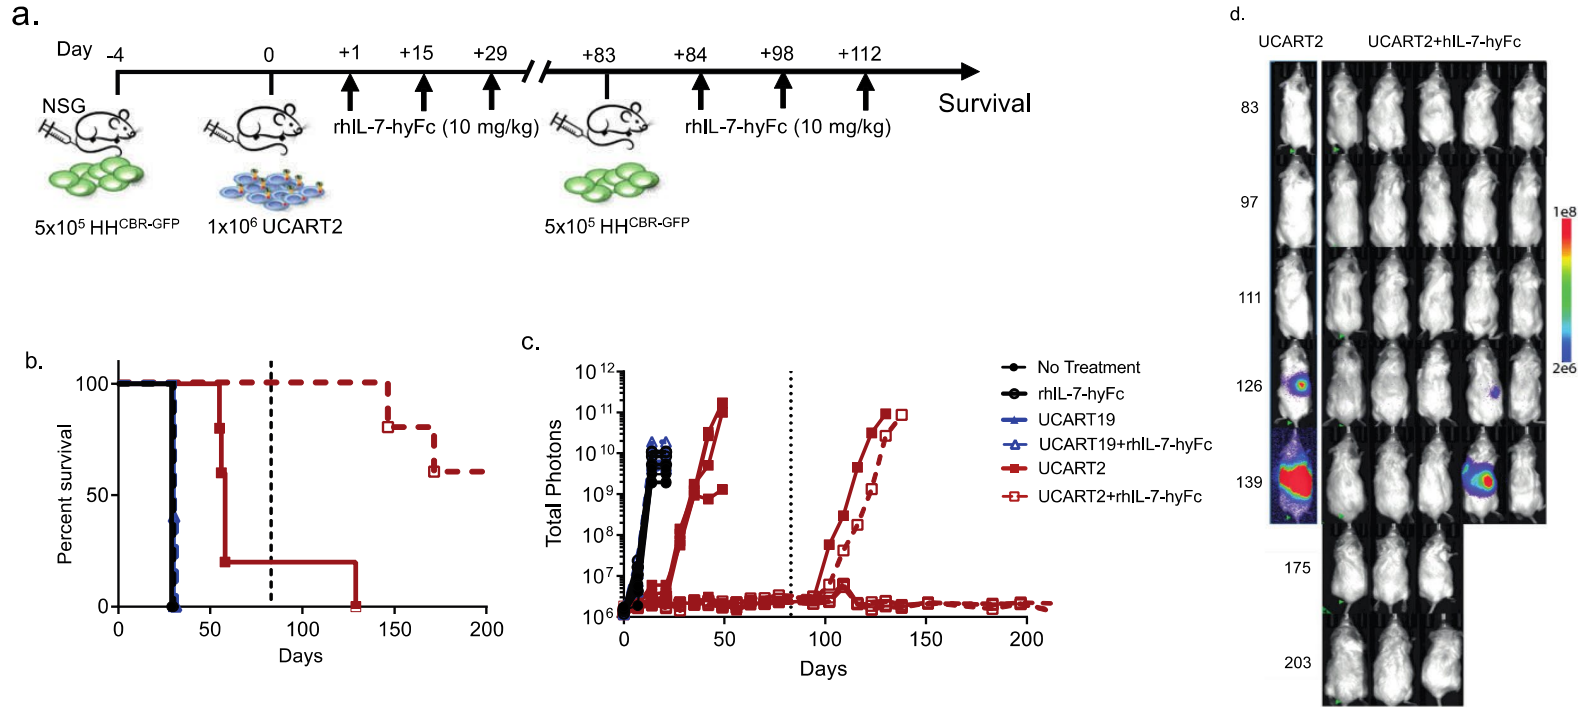 a.
Day –4 0 +1 +15 +29 +83 +84 +98 +112
Survival
NSG
rhIL-7-hyFc (10 mg/kg) rhIL-7-hyFc (10 mg/kg)
5x10⁵ HHᶜᴮᴿ⁻ᴳᶠᴾ 1x10⁶ UCART2 5x10⁵ HHᶜᴮᴿ⁻ᴳᶠᴾ
b.
Percent survival
100
50
0
0 50 100 150 200
Days
c.
Total Photons
10¹²
10¹¹
10¹⁰
10⁹
10⁸
10⁷
10⁶
0 50 100 150 200
Days
No Treatment
rhIL-7-hyFc
UCART19
UCART19+rhIL-7-hyFc
UCART2
UCART2+rhIL-7-hyFc
d.
UCART2 UCART2+hIL-7-hyFc
83
97
111
126
139
175
203
1e8
2e6